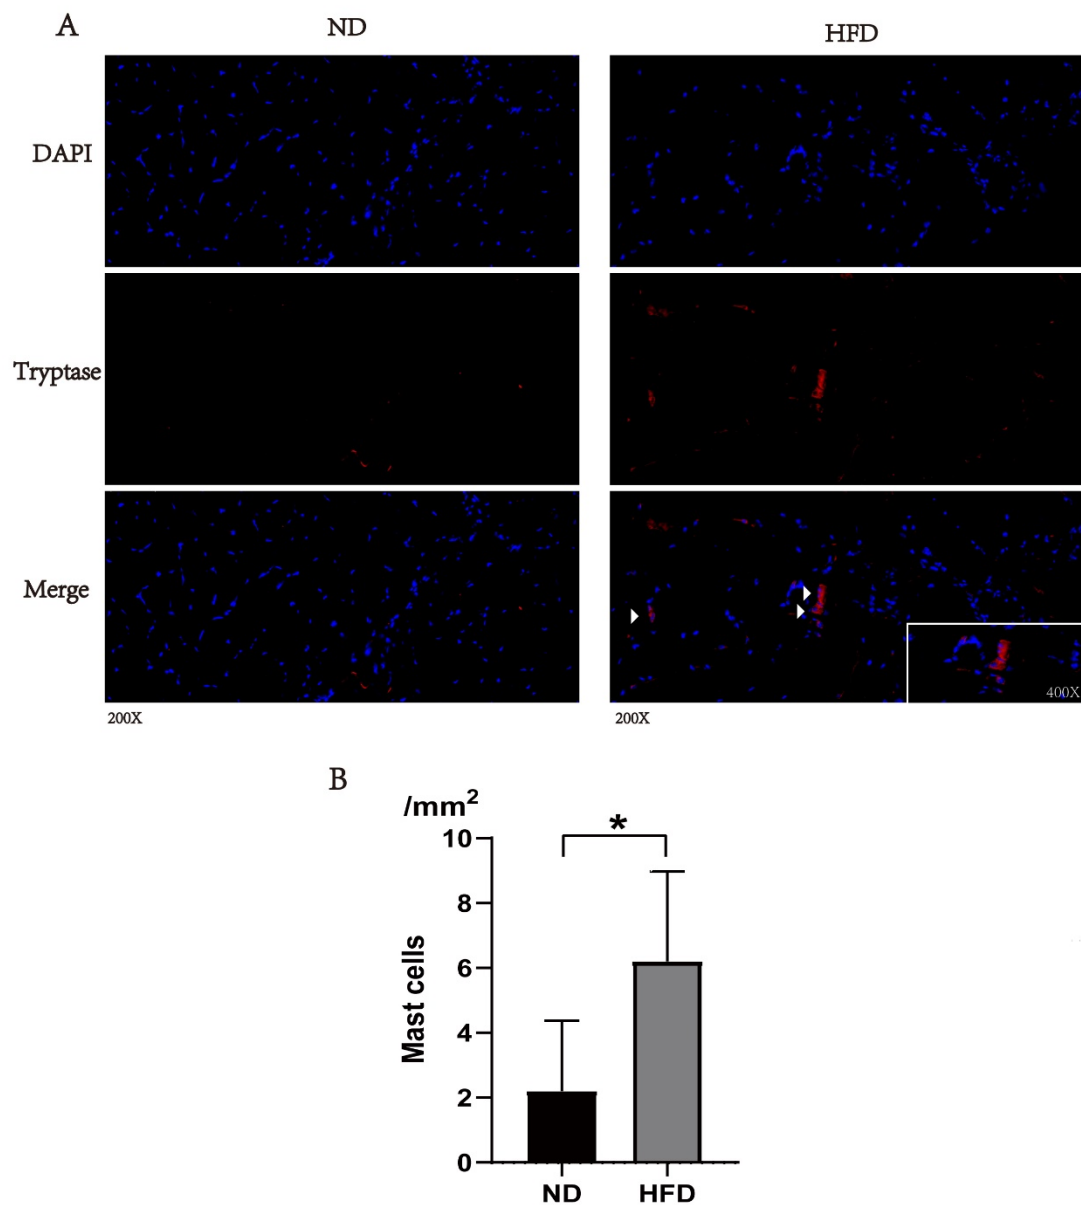 A
ND
HFD
DAPI
Tryptase
Merge
400X
200X
200X
B
/mm²
*
10
8
6
4
2
0
Mast cells
ND
HFD